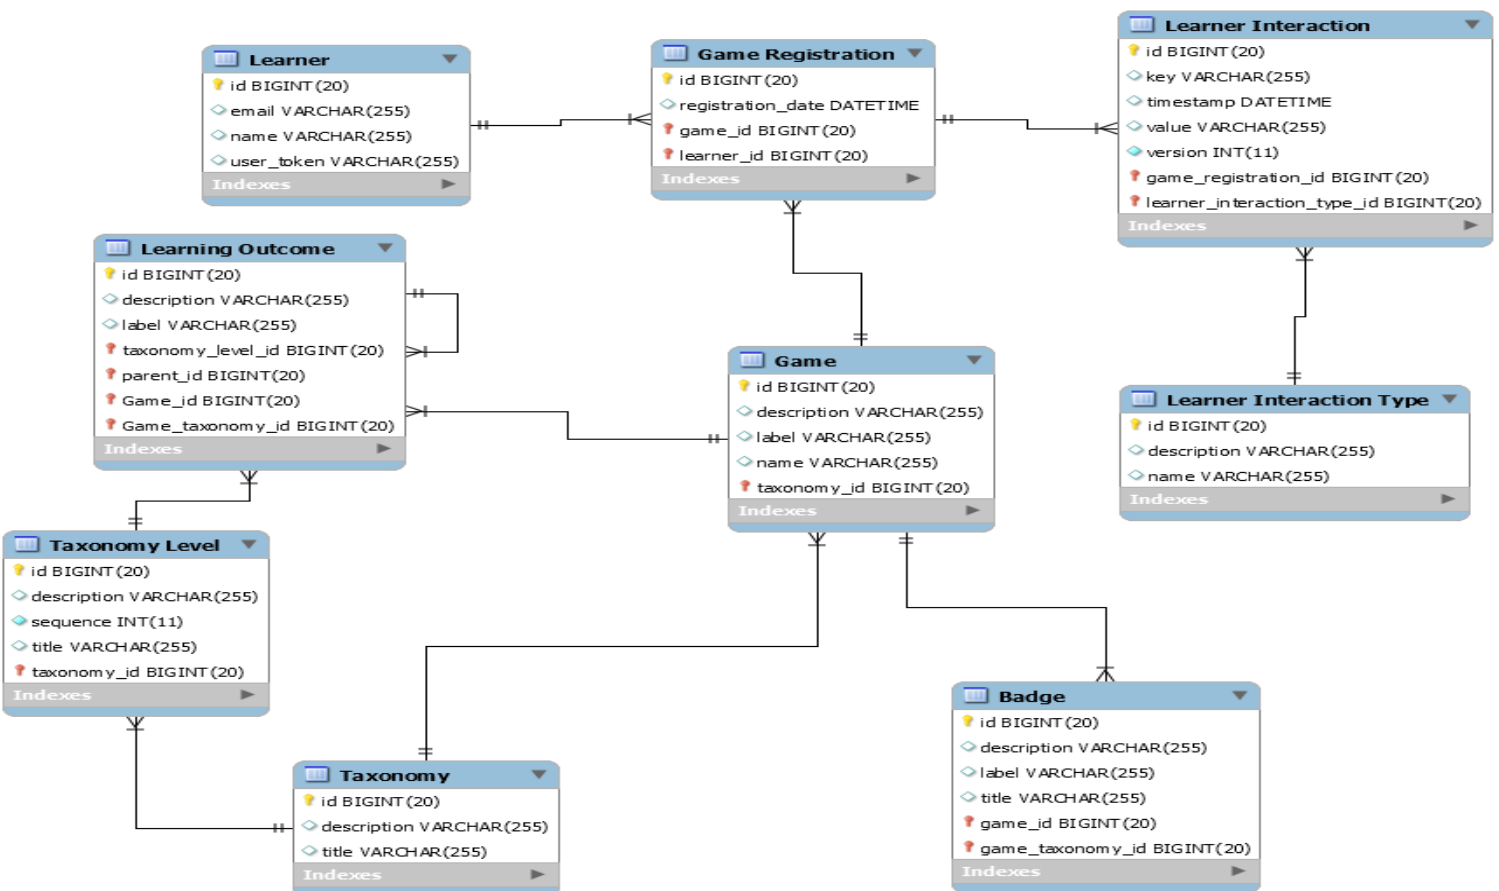 Learner
id BIGINT(20)
email VARCHAR(255)
name VARCHAR(255)
user_token VARCHAR(255)
Indexes
Game Registration
id BIGINT(20)
registration_date DATETIME
game_id BIGINT(20)
learner_id BIGINT(20)
Indexes
Learner Interaction
id BIGINT(20)
key VARCHAR(255)
timestamp DATETIME
value VARCHAR(255)
version INT(11)
game_registration_id BIGINT(20)
learner_interaction_type_id BIGINT(20)
Indexes
Learning Outcome
id BIGINT(20)
description VARCHAR(255)
label VARCHAR(255)
taxonomy_level_id BIGINT(20)
parent_id BIGINT(20)
Game_id BIGINT(20)
Game_taxonomy_id BIGINT(20)
Indexes
Game
id BIGINT(20)
description VARCHAR(255)
label VARCHAR(255)
name VARCHAR(255)
taxonomy_id BIGINT(20)
Indexes
Learner Interaction Type
id BIGINT(20)
description VARCHAR(255)
name VARCHAR(255)
Indexes
Taxonomy Level
id BIGINT(20)
description VARCHAR(255)
sequence INT(11)
title VARCHAR(255)
taxonomy_id BIGINT(20)
Indexes
Taxonomy
id BIGINT(20)
description VARCHAR(255)
title VARCHAR(255)
Indexes
Badge
id BIGINT(20)
description VARCHAR(255)
label VARCHAR(255)
title VARCHAR(255)
game_id BIGINT(20)
game_taxonomy_id BIGINT(20)
Indexes